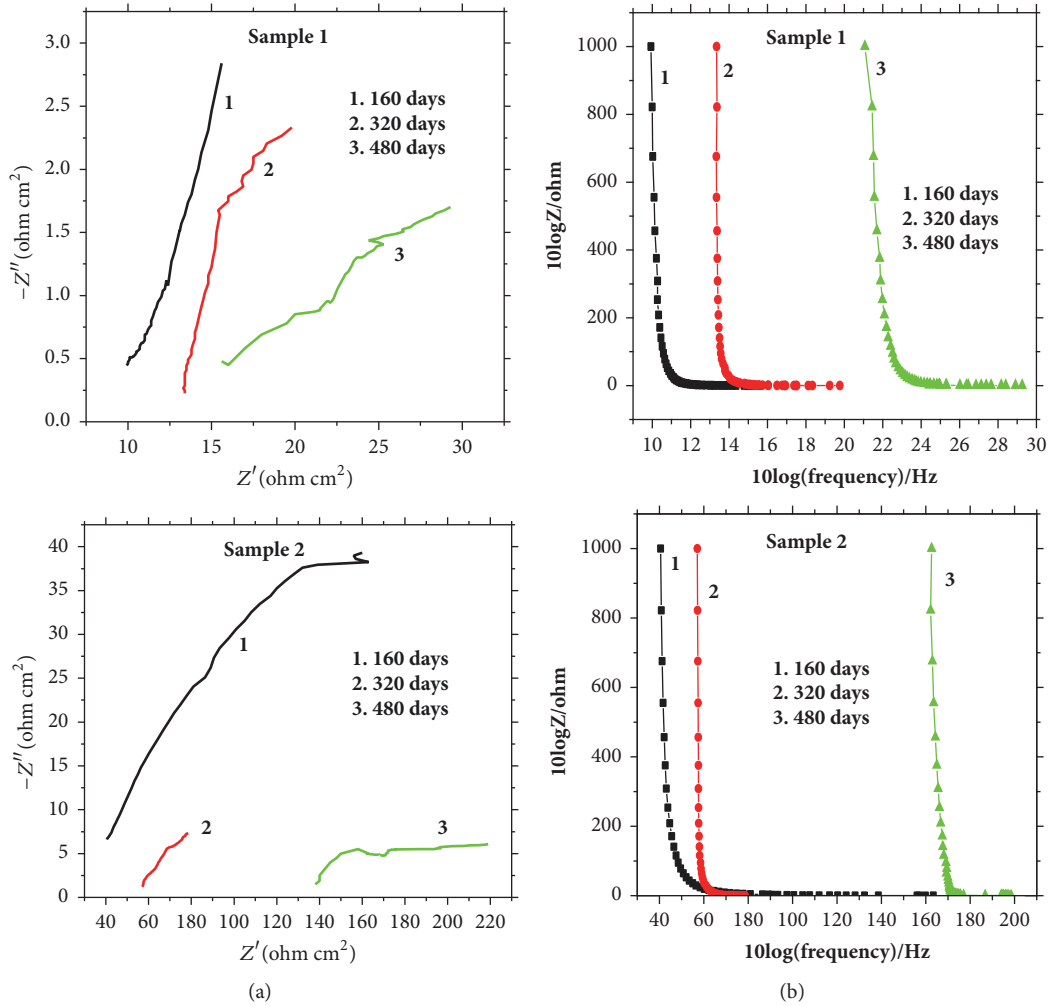 Sample 1
1
2
3
1. 160 days
2. 320 days
3. 480 days
3.0
2.5
2.0
1.5
1.0
0.5
0.0
−Z″ (ohm cm²)
10 15 20 25 30
Z′ (ohm cm²)
Sample 1
1
2
3
1. 160 days
2. 320 days
3. 480 days
1000
800
600
400
200
0
10logZ/ohm
10 12 14 16 18 20 22 24 26 28 30
10log(frequency)/Hz
Sample 2
1
2
3
1. 160 days
2. 320 days
3. 480 days
40
35
30
25
20
15
10
5
0
−Z″ (ohm cm²)
40 60 80 100 120 140 160 180 200 220
Z′ (ohm cm²)
(a)
Sample 2
1
2
3
1. 160 days
2. 320 days
3. 480 days
1000
800
600
400
200
0
10logZ/ohm
40 60 80 100 120 140 160 180 200
10log(frequency)/Hz
(b)